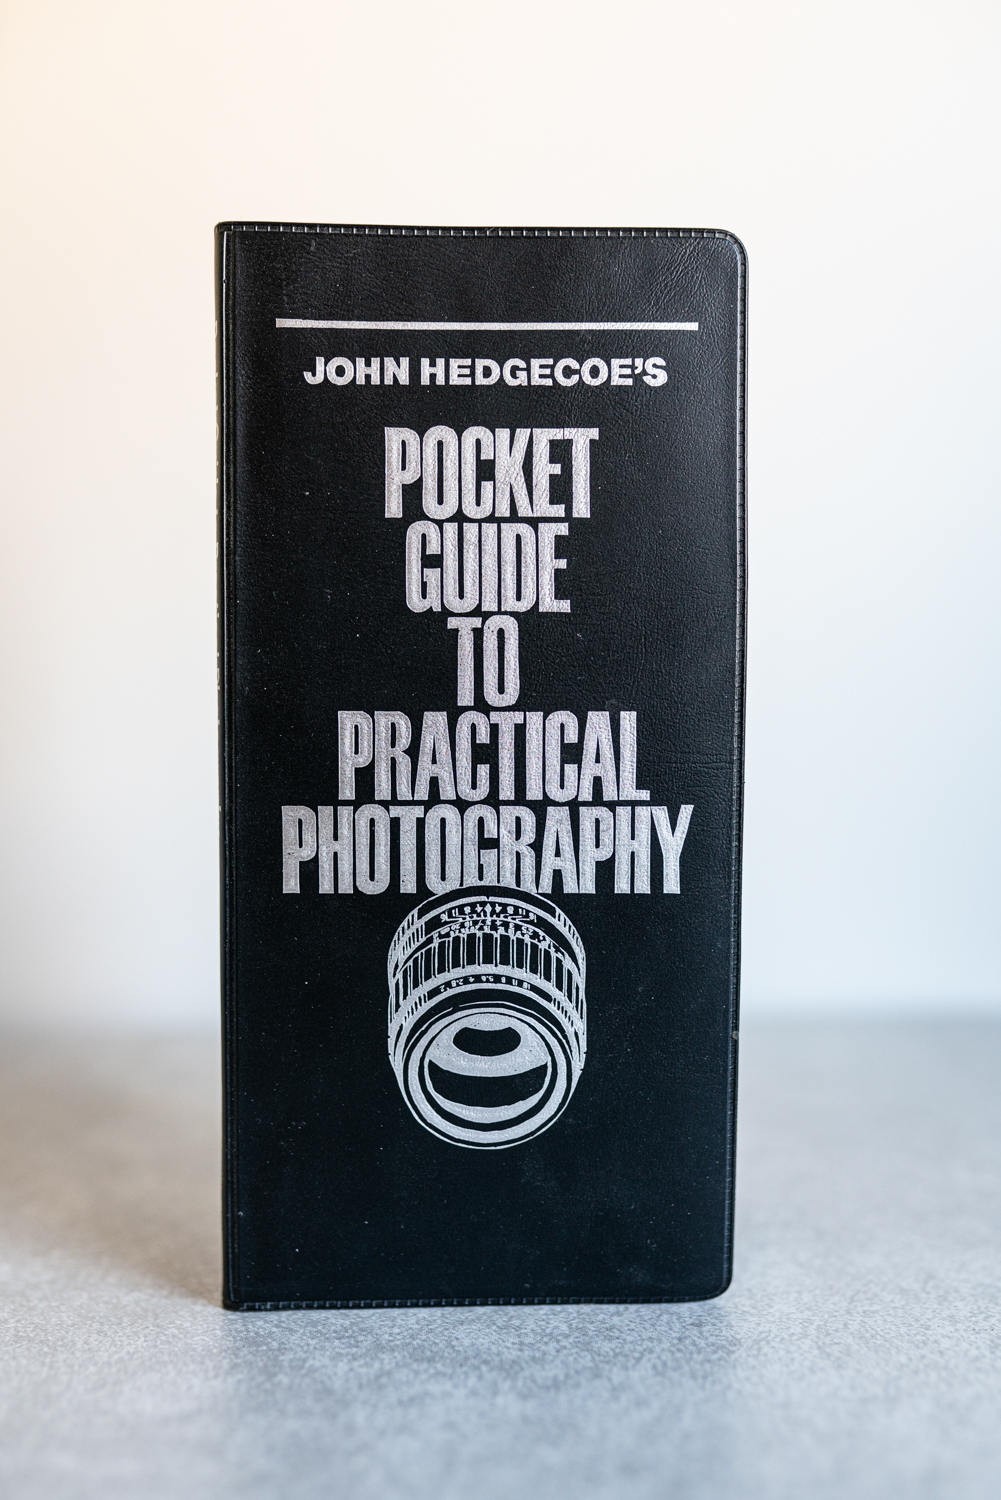 JOHN HEDGECOE'S
POCKET
GUIDE
TO
PRACTICAL
PHOTOGRAPHY